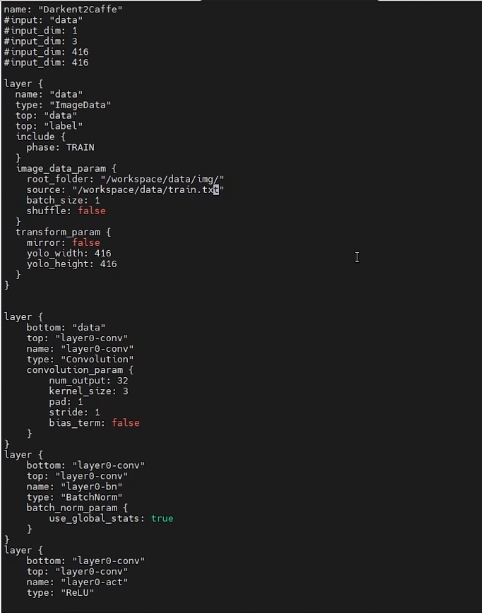 name: "Darkent2Caffe"
#input: "data"
#input_dim: 1
#input_dim: 3
#input_dim: 416
#input_dim: 416
layer {
name: "data"
type: "ImageData"
top: "data"
top: "label"
include {
phase: TRAIN
}
image_data_param {
root_folder: "/workspace/data/img/"
source: "/workspace/data/train.txt"
batch_size: 1
shuffle: false
}
transform_param {
mirror: false
yolo_width: 416
yolo_height: 416
}
}
layer {
bottom: "data"
top: "layer0-conv"
name: "layer0-conv"
type: "Convolution"
convolution_param {
num_output: 32
kernel_size: 3
pad: 1
stride: 1
bias_term: false
}
}
layer {
bottom: "layer0-conv"
top: "layer0-conv"
name: "layer0-bn"
type: "BatchNorm"
batch_norm_param {
use_global_stats: true
}
}
layer {
bottom: "layer0-conv"
top: "layer0-conv"
name: "layer0-act"
type: "ReLU"